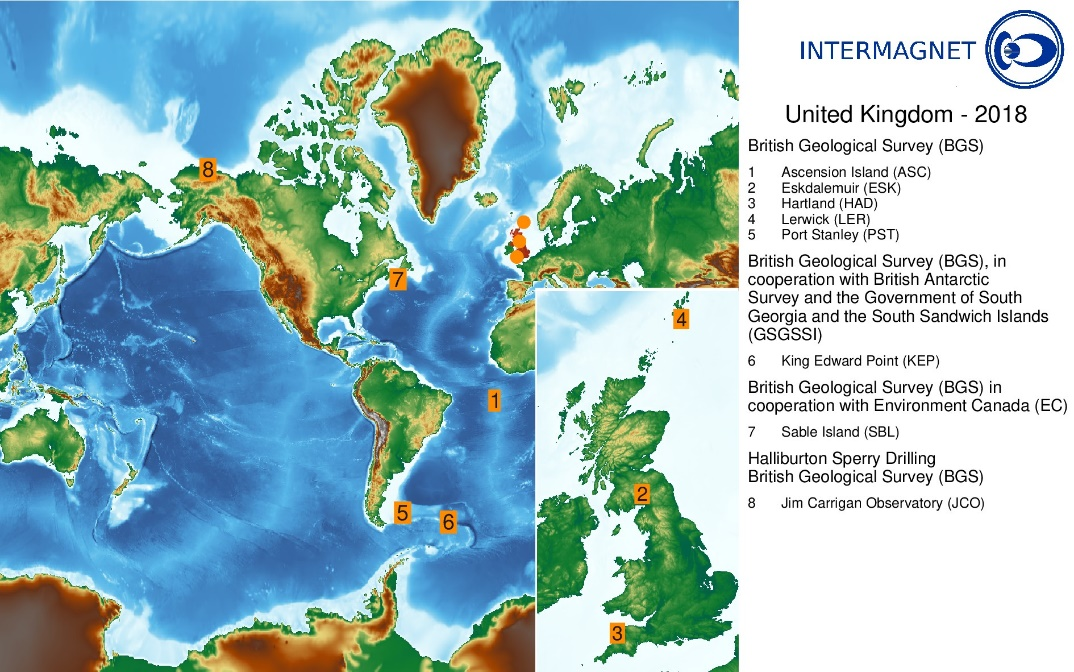 INTERMAGNET
United Kingdom - 2018
British Geological Survey (BGS)
1 Ascension Island (ASC)
2 Eskdalemuir (ESK)
3 Hartland (HAD)
4 Lerwick (LER)
5 Port Stanley (PST)
British Geological Survey (BGS), in
cooperation with British Antarctic
Survey and the Government of South
Georgia and the South Sandwich Islands
(GSGSSI)
6 King Edward Point (KEP)
British Geological Survey (BGS) in
cooperation with Environment Canada (EC)
7 Sable Island (SBL)
Halliburton Sperry Drilling
British Geological Survey (BGS)
8 Jim Carrigan Observatory (JCO)
8
7
1
5
6
4
2
3